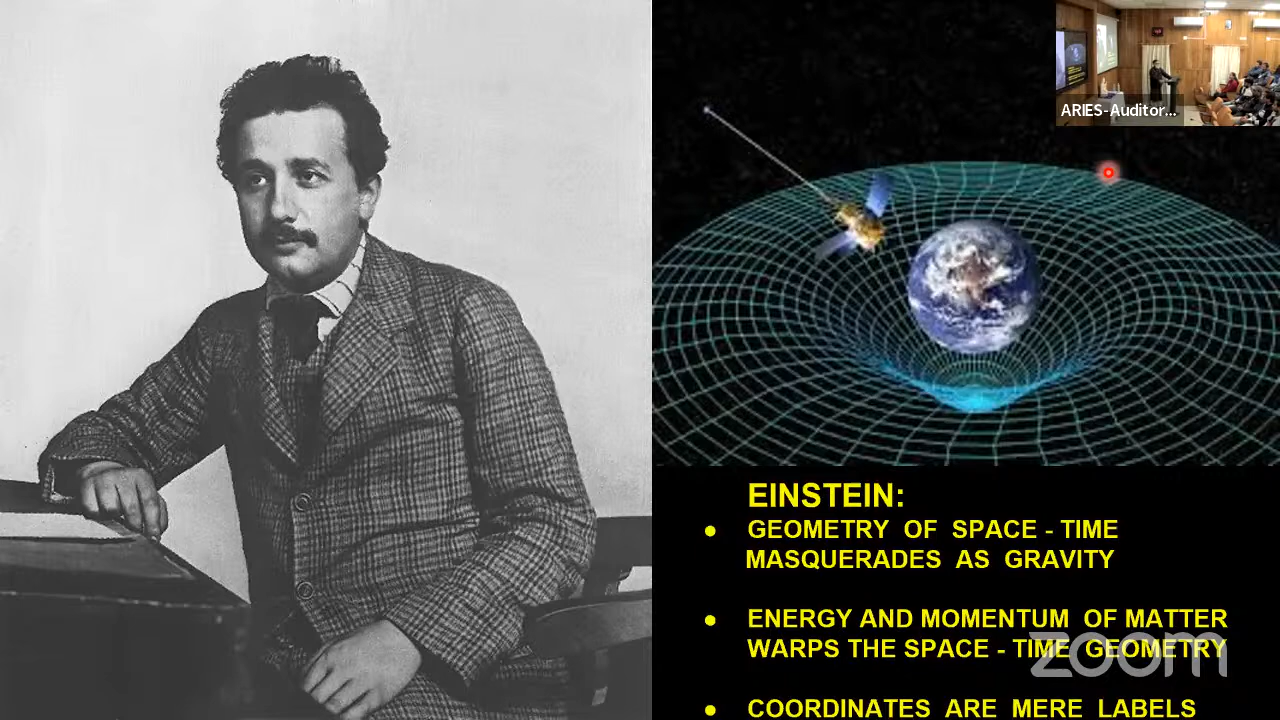 ARIES-Auditor...
EINSTEIN:
● GEOMETRY OF SPACE - TIME
MASQUERADES AS GRAVITY
● ENERGY AND MOMENTUM OF MATTER
WARPS THE SPACE - TIME GEOMETRY
zoom
● COORDINATES ARE MERE LABELS